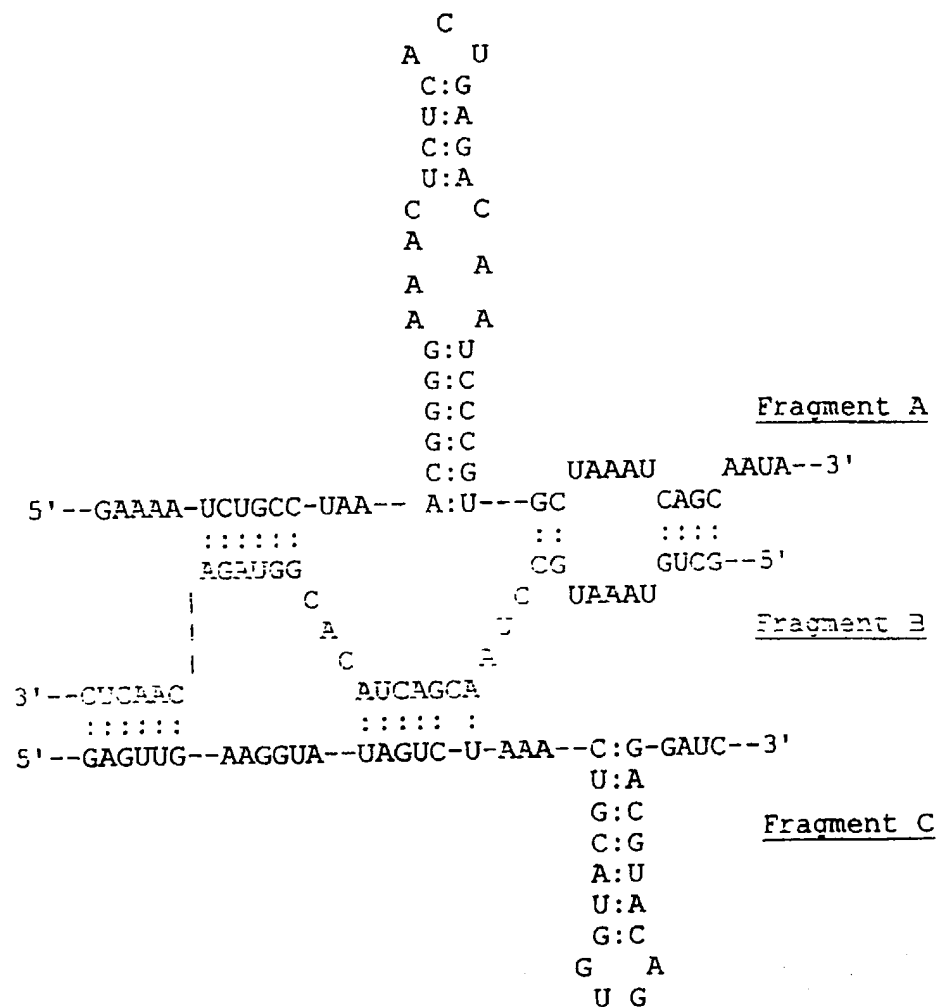 C
A U
C:G
U:A
C:G
U:A
C C
A
A A
A A
G:U
G:C
G:C
G:C
C:G
A:U
Fragment A
UAAAU AAUA--3'
5'--GAAAA-UCUGCC-UAA-- A:U---GC CAGC
:::::: :: ::::
AGAUGG CG GUCG--5'
C C UAAAU
A U Fragment B
C A
3'--CUCAAC AUCAGCA
:::::: ::::: :
5'--GAGUUG--AAGGUA--UAGUC-U-AAA--C:G-GAUC--3'
U:A
G:C
C:G
A:U
U:A
G:C
G A
U G
Fragment C